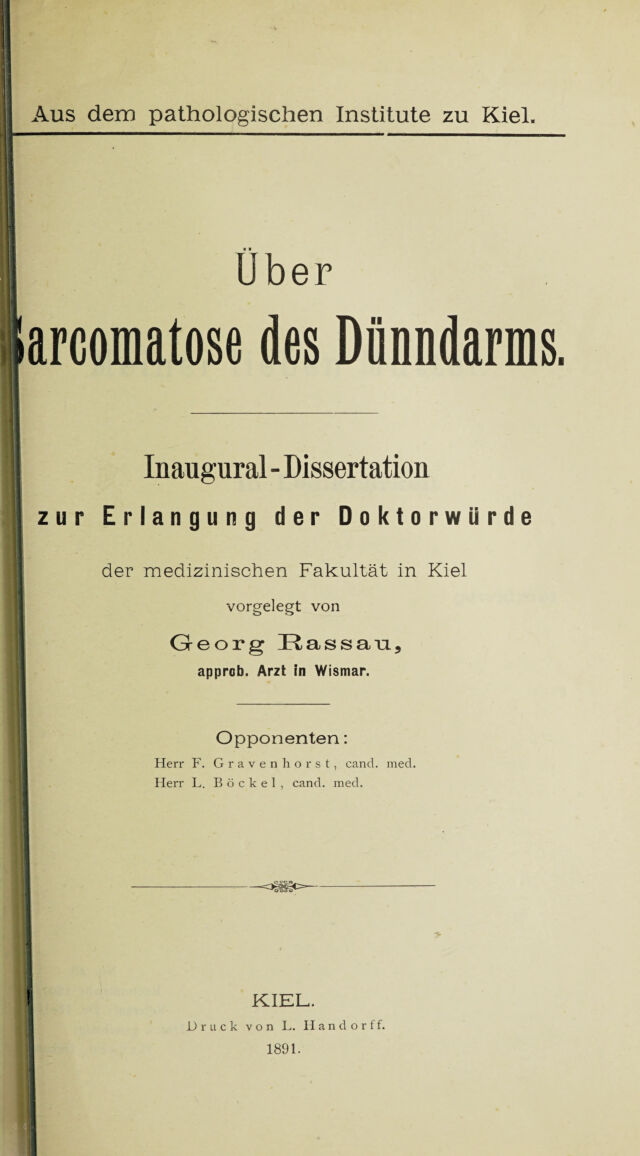 Aus dem pathologischen Institute zu Kiel.
Über
Sarcomatose des Dünndarms.
Inaugural-Dissertation
zur Erlangung der Doktorwürde
der medizinischen Fakultät in Kiel
vorgelegt von
Georg Rassau,
approb. Arzt in Wismar.
Opponenten:
Herr F. Gravenhorst, cand. med.
Herr L. Böckel, cand. med.
KIEL.
Druck von L. Handorff.
1891.